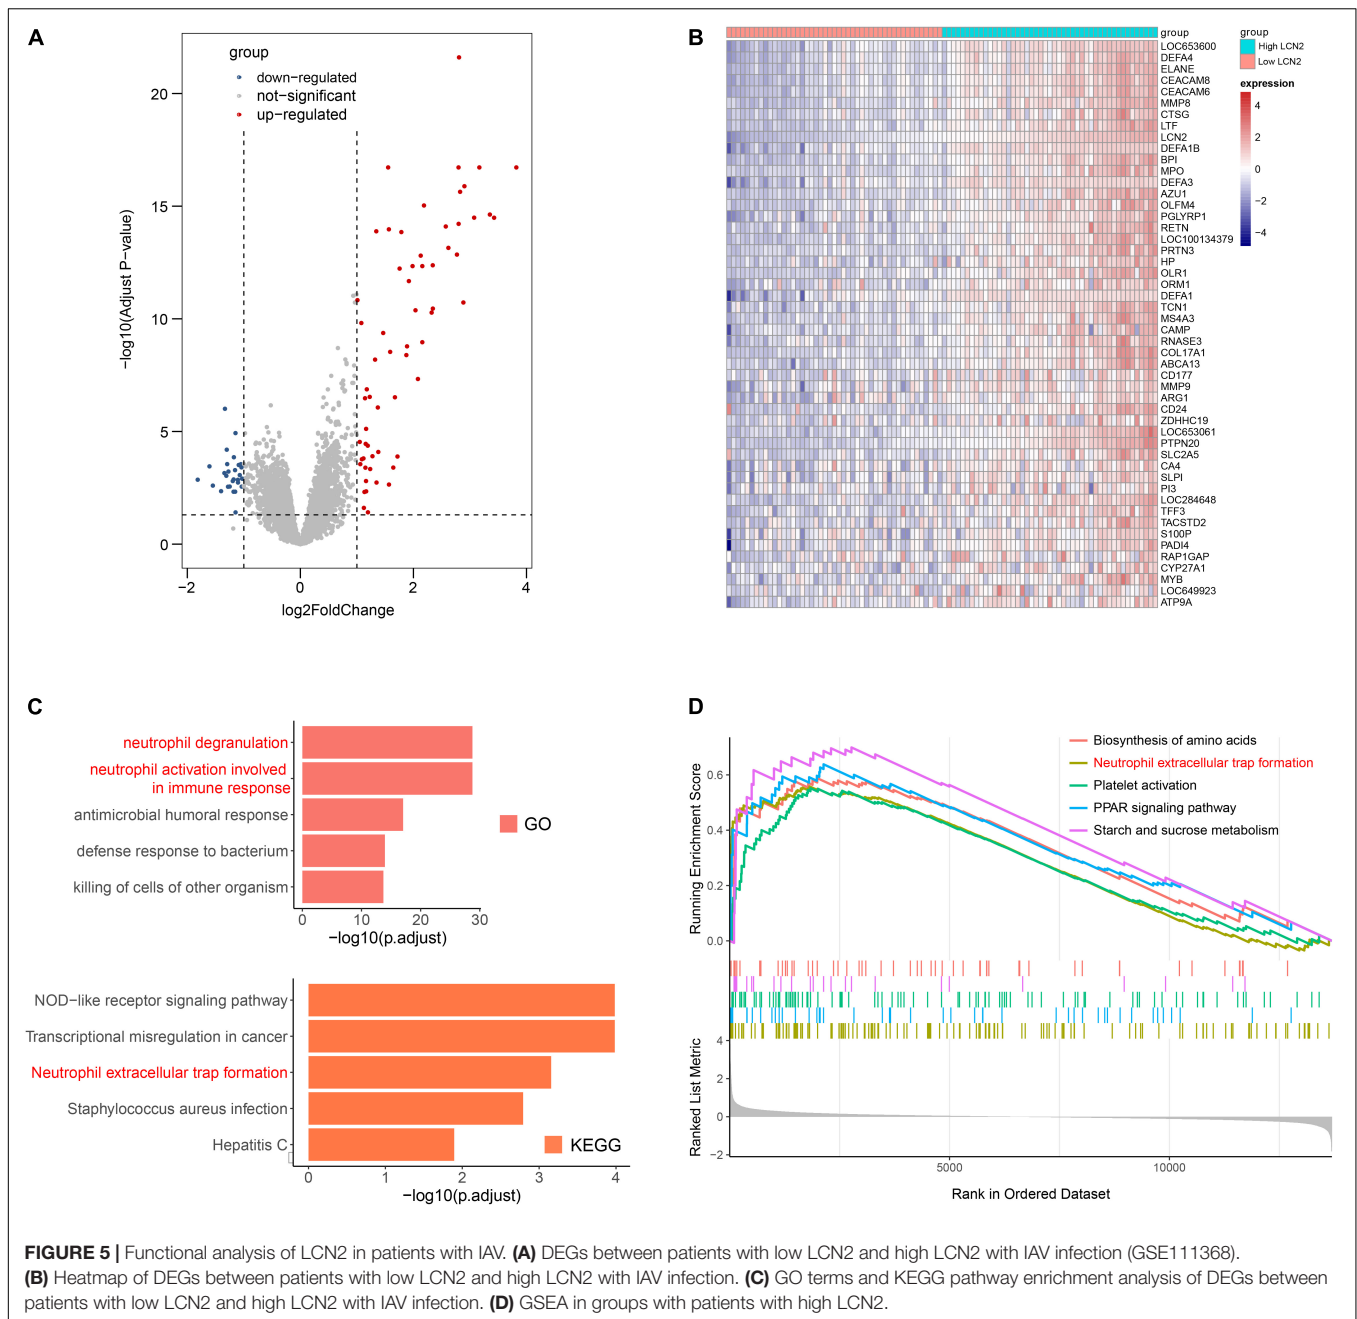 A
group
down−regulated
not−significant
up−regulated
20
15
10
5
0
−log10(Adjust P−value)
−2
0
2
4
log2FoldChange
B
group
LOC653600
DEFA4
ELANE
CEACAM8
CEACAM6
MMP8
CTSG
LTF
LCN2
DEFA1B
BPI
MPO
DEFA3
AZU1
OLFM4
PGLYRP1
RETN
LOC100134379
PRTN3
HP
OLR1
ORM1
DEFA1
TCN1
MS4A3
CAMP
RNASE3
COL17A1
ABCA13
CD177
MMP9
ARG1
CD24
ZDHHC19
LOC653061
PTPN20
SLC2A5
CA4
SLPI
PI3
LOC284648
TFF3
TACSTD2
S100P
PADI4
RAP1GAP
CYP27A1
MYB
LOC649923
ATP9A
group
High LCN2
Low LCN2
expression
4
2
0
−2
−4
C
neutrophil degranulation
neutrophil activation involved
in immune response
antimicrobial humoral response
defense response to bacterium
killing of cells of other organism
GO
0
10
20
30
−log10(p.adjust)
NOD−like receptor signaling pathway
Transcriptional misregulation in cancer
Neutrophil extracellular trap formation
Staphylococcus aureus infection
Hepatitis C
KEGG
0
1
2
3
4
−log10(p.adjust)
D
Biosynthesis of amino acids
Neutrophil extracellular trap formation
Platelet activation
PPAR signaling pathway
Starch and sucrose metabolism
0.6
0.4
0.2
0.0
Running Enrichment Score
4
2
0
−2
Ranked List Metric
5000
10000
Rank in Ordered Dataset
FIGURE 5 | Functional analysis of LCN2 in patients with IAV. (A) DEGs between patients with low LCN2 and high LCN2 with IAV infection (GSE111368).
(B) Heatmap of DEGs between patients with low LCN2 and high LCN2 with IAV infection. (C) GO terms and KEGG pathway enrichment analysis of DEGs between
patients with low LCN2 and high LCN2 with IAV infection. (D) GSEA in groups with patients with high LCN2.